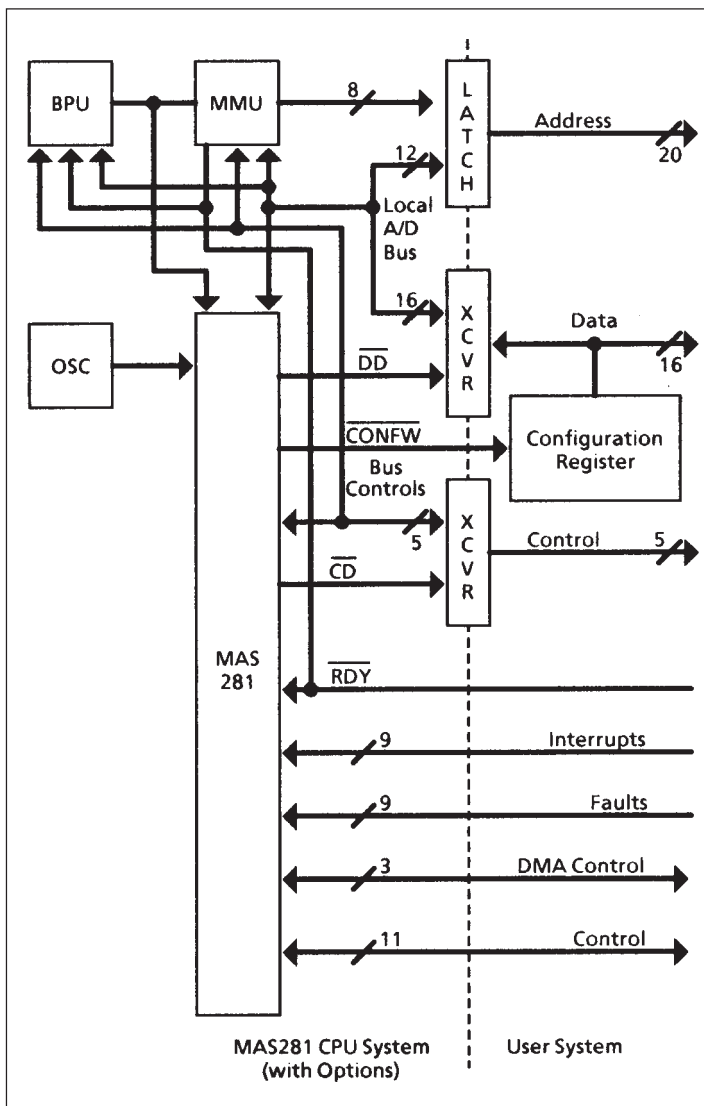 BPU
MMU
8
LATCH
Address
20
12
Local
A/D
Bus
16
XCVR
Data
16
OSC
DD
CONFW
Configuration
Register
Bus
Controls
5
XCVR
Control
5
CD
MAS
281
RDY
9
Interrupts
9
Faults
3
DMA Control
11
Control
MAS281 CPU System
(with Options)
User System